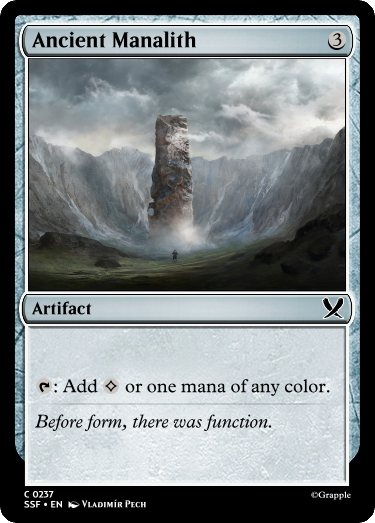 Ancient Manalith 3
Artifact
: Add or one mana of any color.
Before form, there was function.
C 0237
SSF • EN Vladimír Pech
©Grapple